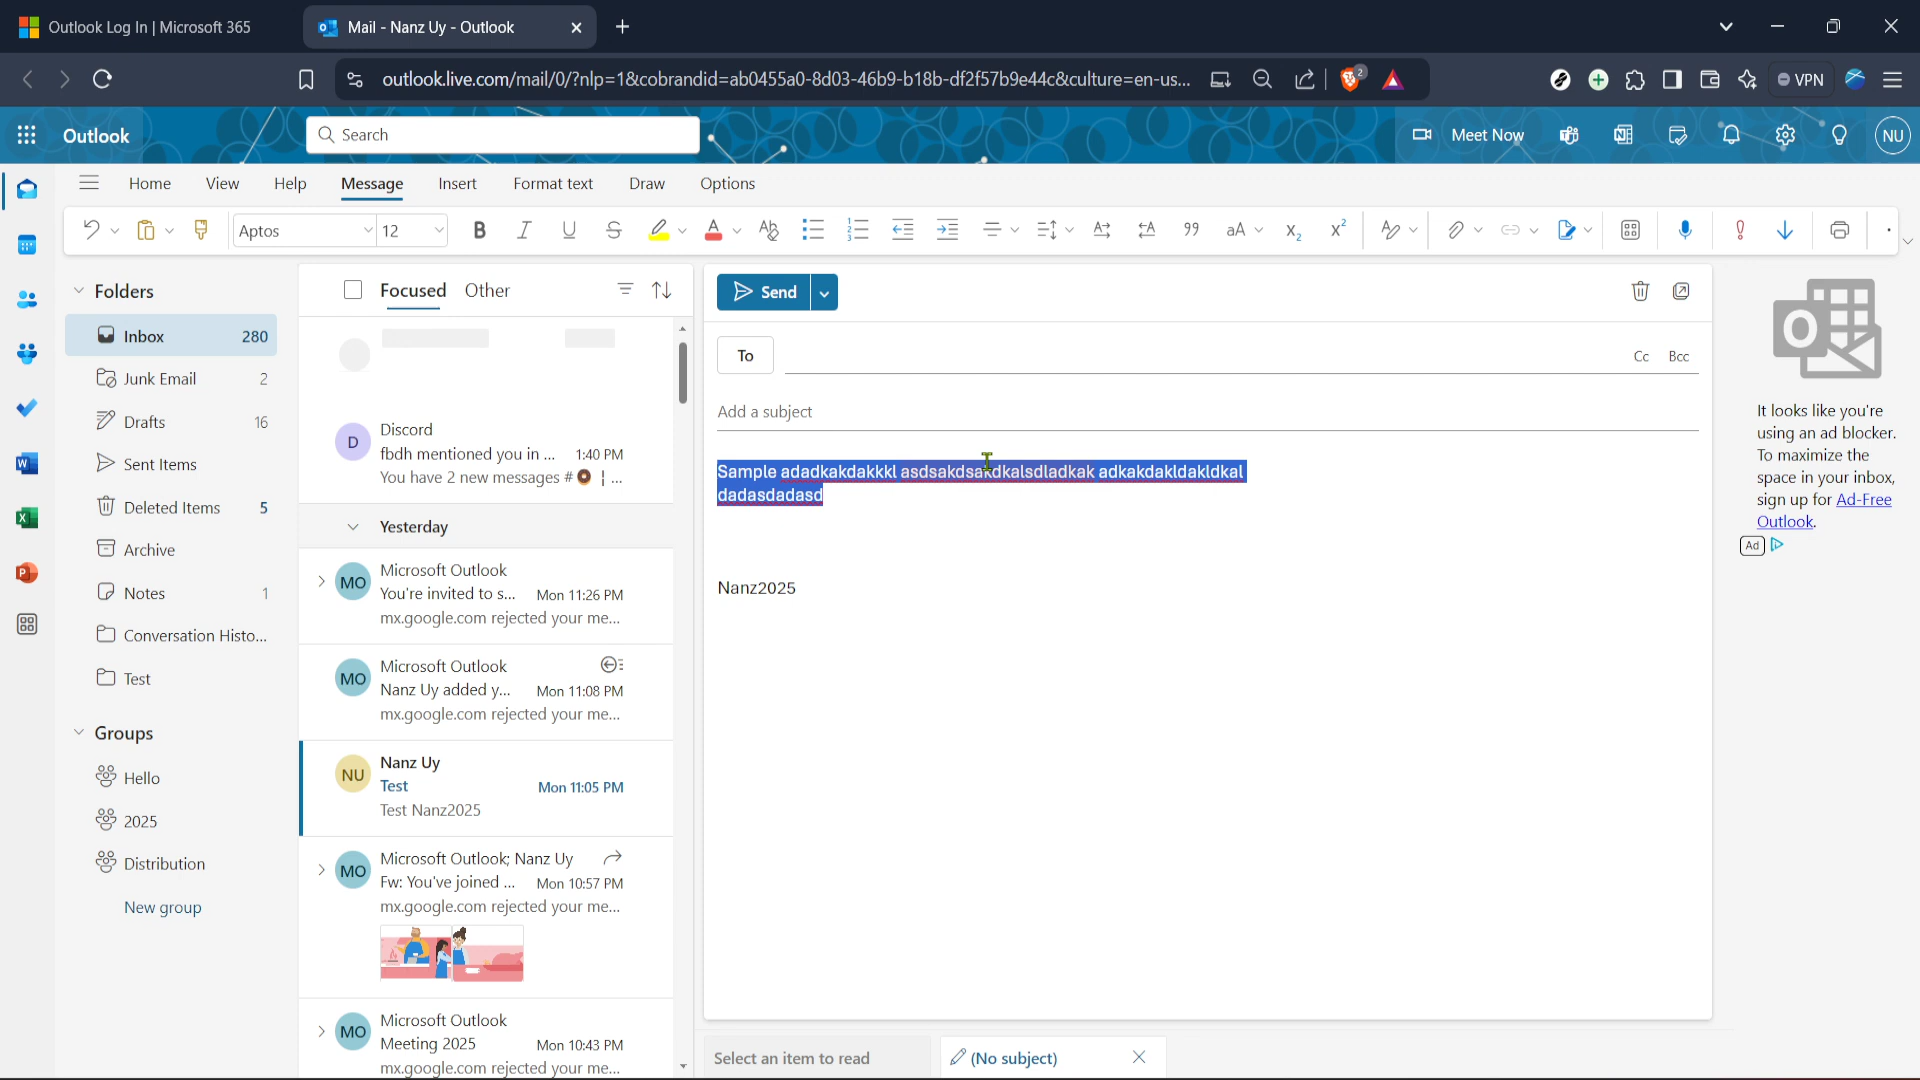 Outlook Log In | Microsoft 365
Mail - Nanz Uy - Outlook
outlook.live.com/mail/0/?nlp=1&cobrandid=ab0455a0-8d03-46b9-b18b-df2f57b9e44c&culture=en-us...
2
VPN
Outlook
Search
Meet Now
NU
Home View Help Message Insert Format text Draw Options
Aptos 12
Folders
Inbox 280
Junk Email 2
Drafts 16
Sent Items
Deleted Items 5
Archive
Notes 1
Conversation Histo...
Test
Groups
Hello
2025
Distribution
New group
Focused Other
D
Discord
fbdh mentioned you in ... 1:40 PM
You have 2 new messages # 🍩 ┊ ...
Yesterday
MO
Microsoft Outlook
You're invited to s... Mon 11:26 PM
mx.google.com rejected your me...
MO
Microsoft Outlook
Nanz Uy added y... Mon 11:08 PM
mx.google.com rejected your me...
NU
Nanz Uy
Test Mon 11:05 PM
Test Nanz2025
MO
Microsoft Outlook; Nanz Uy
Fw: You've joined ... Mon 10:57 PM
mx.google.com rejected your me...
MO
Microsoft Outlook
Meeting 2025 Mon 10:43 PM
mx.google.com rejected your me...
Send
To
Cc Bcc
Add a subject
Sample adadkakdakkkl asdsakdsakdkalsdladkak adkakdakldakldkal
dadasdadasd
Nanz2025
Select an item to read
(No subject)
It looks like you're
using an ad blocker.
To maximize the
space in your inbox,
sign up for Ad-Free
Outlook.
Ad